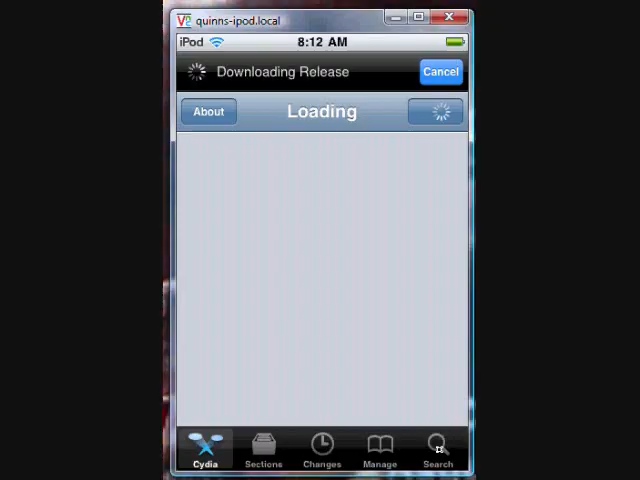 quinns-ipod.local
iPod 8:12 AM
Downloading Release Cancel
About Loading
Cydia Sections Changes Manage Search